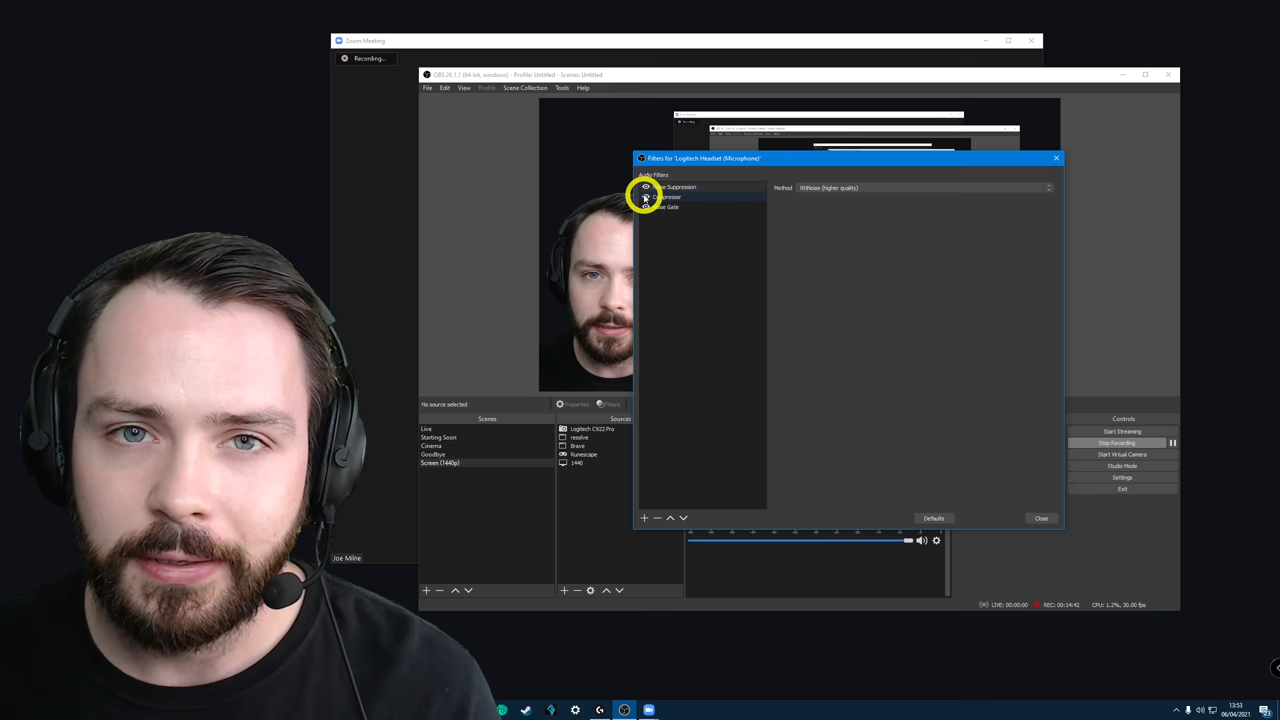 Zoom Meeting
Recording...
OBS 26.1.1 (64-bit, windows) - Profile: Untitled - Scenes: Untitled
File Edit View Profile Scene Collection Tools Help
Filters for 'Logitech Headset (Microphone)'
Audio Filters
Suppression
Method RNNoise (higher quality)
Compressor
Gate
Defaults
Close
No source selected
Properties
Filters
Scenes
Live
Starting Soon
Cinema
Goodbye
Screen (1440p)
Sources
Logitech C922 Pro
resolve
Brave
Runescape
1440
Controls
Start Streaming
Stop Recording
Start Virtual Camera
Studio Mode
Settings
Exit
LIVE: 00:00:00
REC: 00:14:42
CPU: 1.2%, 30.00 fps
Joe Milne
13:53
06/04/2021